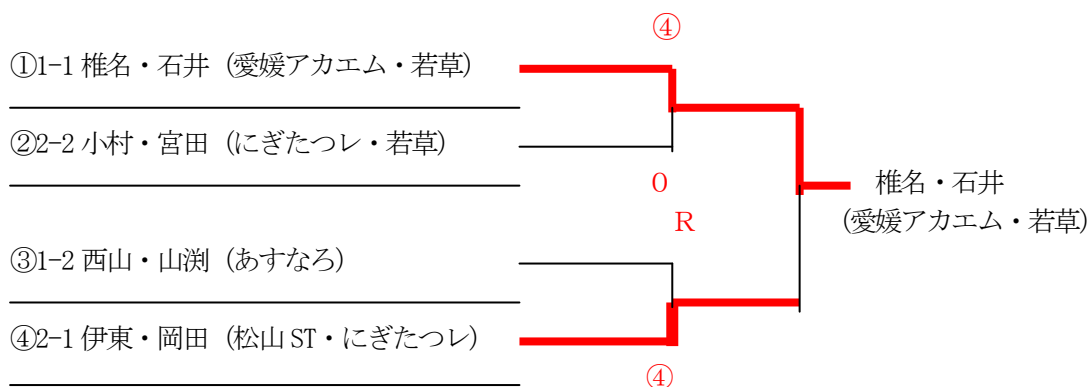 ④
①1-1 椎名・石井 (愛媛アカエム・若草)
②2-2 小村・宮田 (にぎたつレ・若草)
0
椎名・石井
(愛媛アカエム・若草)
R
③1-2 西山・山渕 (あすなろ)
④2-1 伊東・岡田 (松山 ST・にぎたつレ)
④